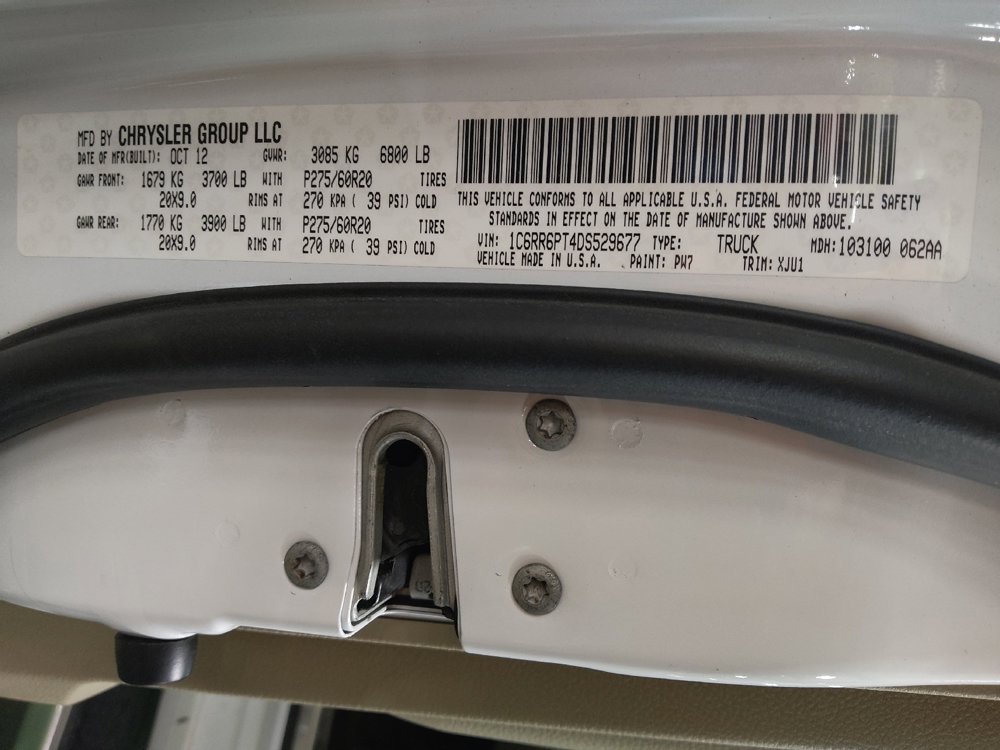 MFD BY CHRYSLER GROUP LLC
DATE OF MFR(BUILT): OCT 12 GVWR: 3085 KG 6800 LB
GAWR FRONT: 1679 KG 3700 LB WITH P275/60R20 TIRES
20X9.0 RIMS AT 270 KPA ( 39 PSI) COLD
GAWR REAR: 1770 KG 3900 LB WITH P275/60R20 TIRES
20X9.0 RIMS AT 270 KPA ( 39 PSI) COLD
THIS VEHICLE CONFORMS TO ALL APPLICABLE U.S.A. FEDERAL MOTOR VEHICLE SAFETY
STANDARDS IN EFFECT ON THE DATE OF MANUFACTURE SHOWN ABOVE.
VIN: 1C6RR6PT4DS529677 TYPE: TRUCK MDH: 103100 062AA
VEHICLE MADE IN U.S.A. PAINT: PW7 TRIM: XJU1